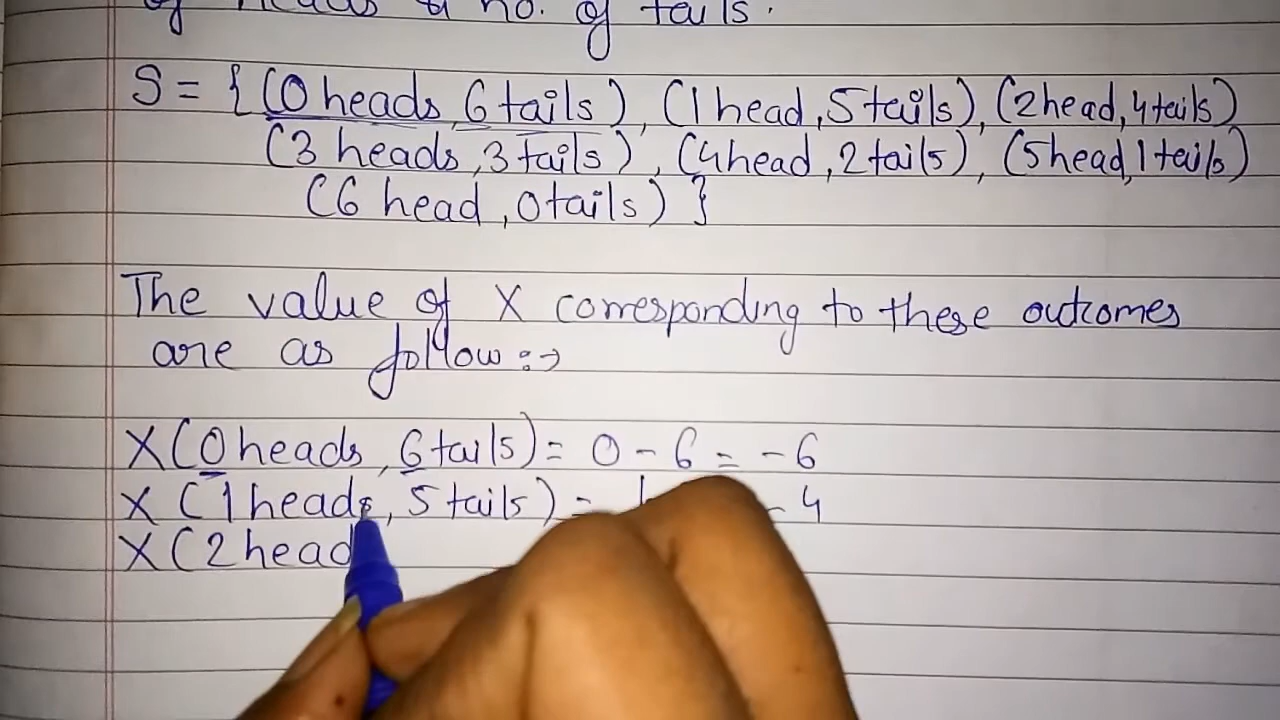 of heads & no. of tails.
S = { (0 heads, 6 tails), (1 head, 5 tails), (2 head, 4 tails)
(3 heads, 3 tails), (4 head, 2 tails), (5 head, 1 tails)
(6 head, 0 tails) }
The value of X corresponding to these outcomes
are as follow :→
X (0 heads, 6 tails) = 0 - 6 = -6
X (1 heads, 5 tails) = - 4
X (2 head